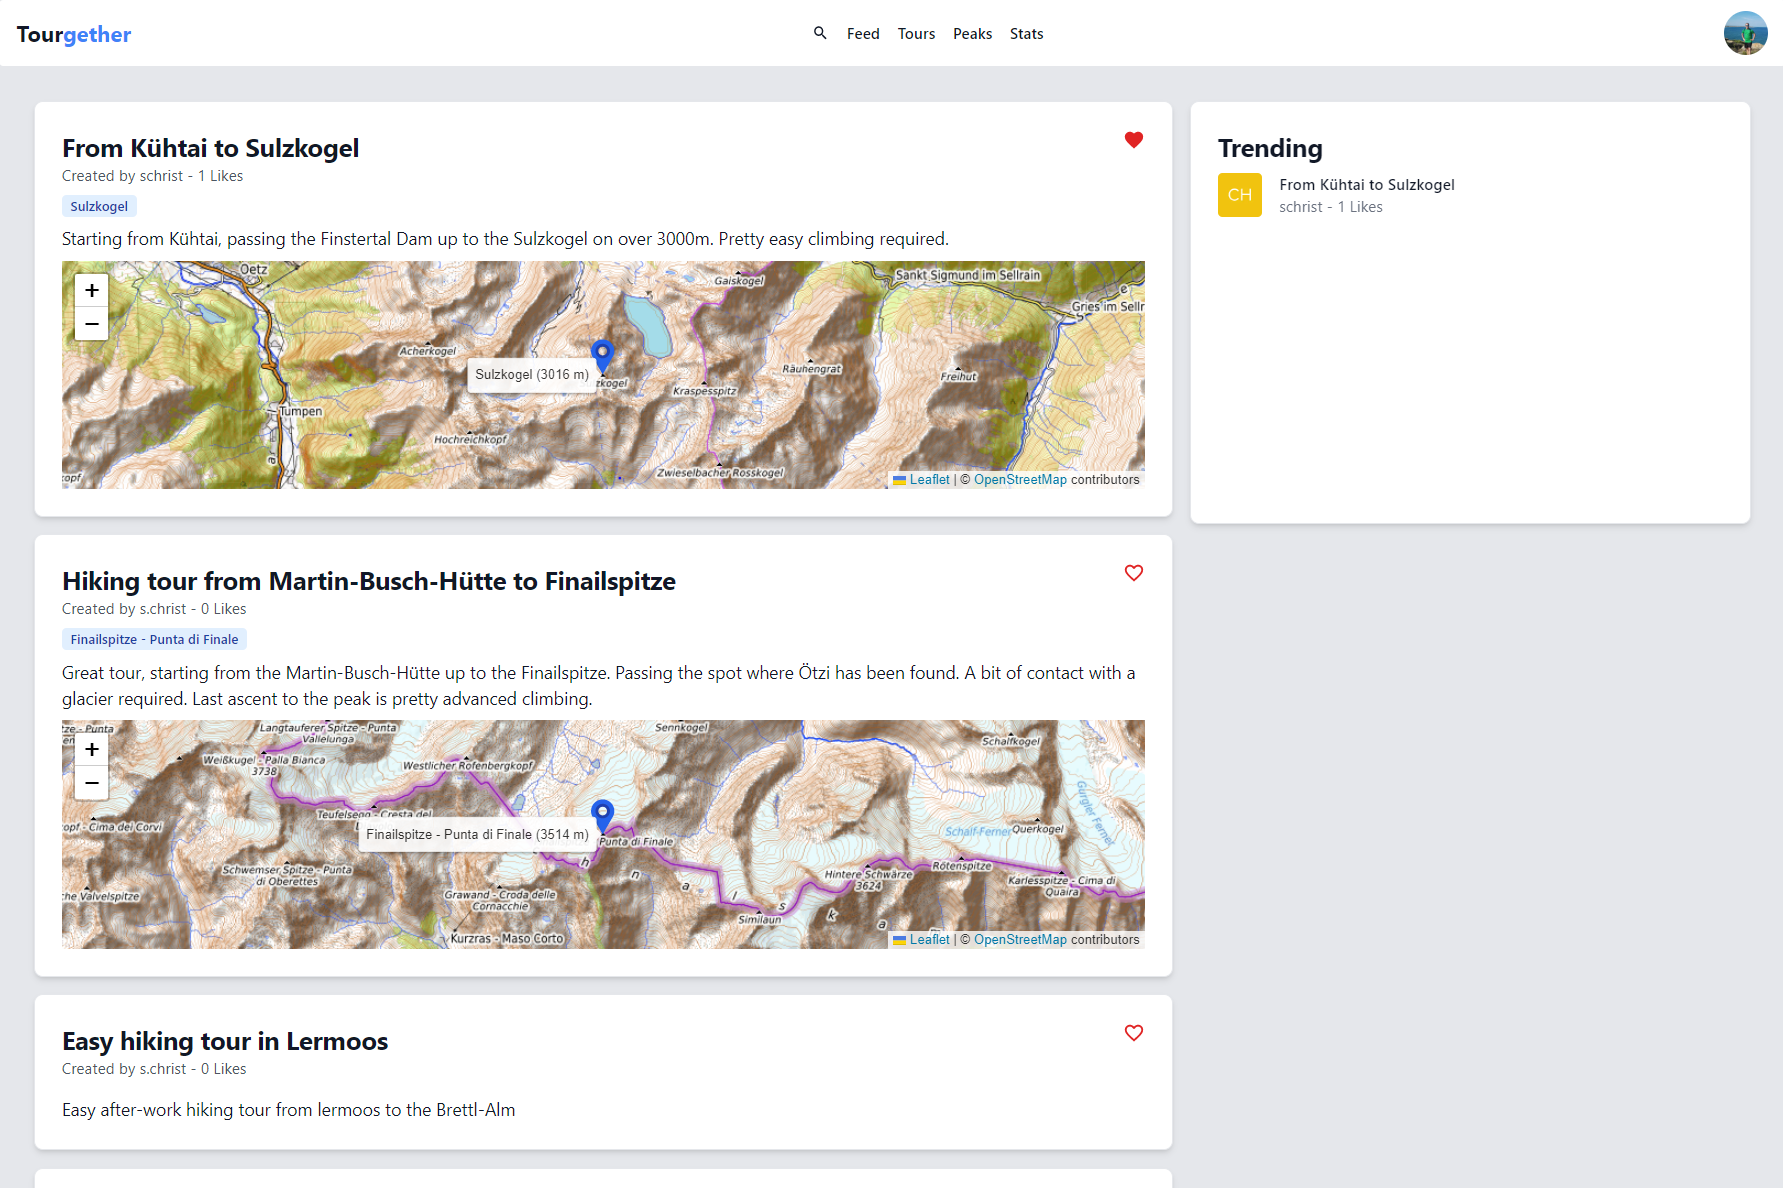 Tourgether
Feed Tours Peaks Stats
From Kühtai to Sulzkogel
Created by schrist - 1 Likes
Sulzkogel
Starting from Kühtai, passing the Finstertal Dam up to the Sulzkogel on over 3000m. Pretty easy climbing required.
+
−
Oetz
Gaiskogel
Sankt Sigmund im Sellrain
Gries im Sellr
Acherkogel
Sulzkogel (3016 m)
zkogel
Kraspesspitz
Räuhengrat
Freihut
Tumpen
Hochreichkopf
Zwieselbacher Rosskogel
opf
Leaflet | © OpenStreetMap contributors
Trending
CH
From Kühtai to Sulzkogel
schrist - 1 Likes
Hiking tour from Martin-Busch-Hütte to Finailspitze
Created by s.christ - 0 Likes
Finailspitze - Punta di Finale
Great tour, starting from the Martin-Busch-Hütte up to the Finailspitze. Passing the spot where Ötzi has been found. A bit of contact with a
glacier required. Last ascent to the peak is pretty advanced climbing.
+
−
ze - Punta
Langtauferer Spitze - Punta
Vallelunga
Sennkogel
Schalfkogel
Weißkugel - Palla Bianca
3738
Westlicher Rofenbergkopf
Teufelsegg - Cresta del
Gurgler Ferner
opf - Cima dei Corvi
Finailspitze - Punta di Finale (3514 m)
Punta di Finale
Schalf-Ferner
Querkogel
Schwemser Spitze - Punta
di Oberettes
Hintere Schwärze
3624
Rötenspitze
Karlesspitze - Cima di
Quaira
che Valvelspitze
Grawand - Croda delle
Cornacchie
Similaun
h n a l s k a
Kurzras - Maso Corto
Leaflet | © OpenStreetMap contributors
Easy hiking tour in Lermoos
Created by s.christ - 0 Likes
Easy after-work hiking tour from lermoos to the Brettl-Alm